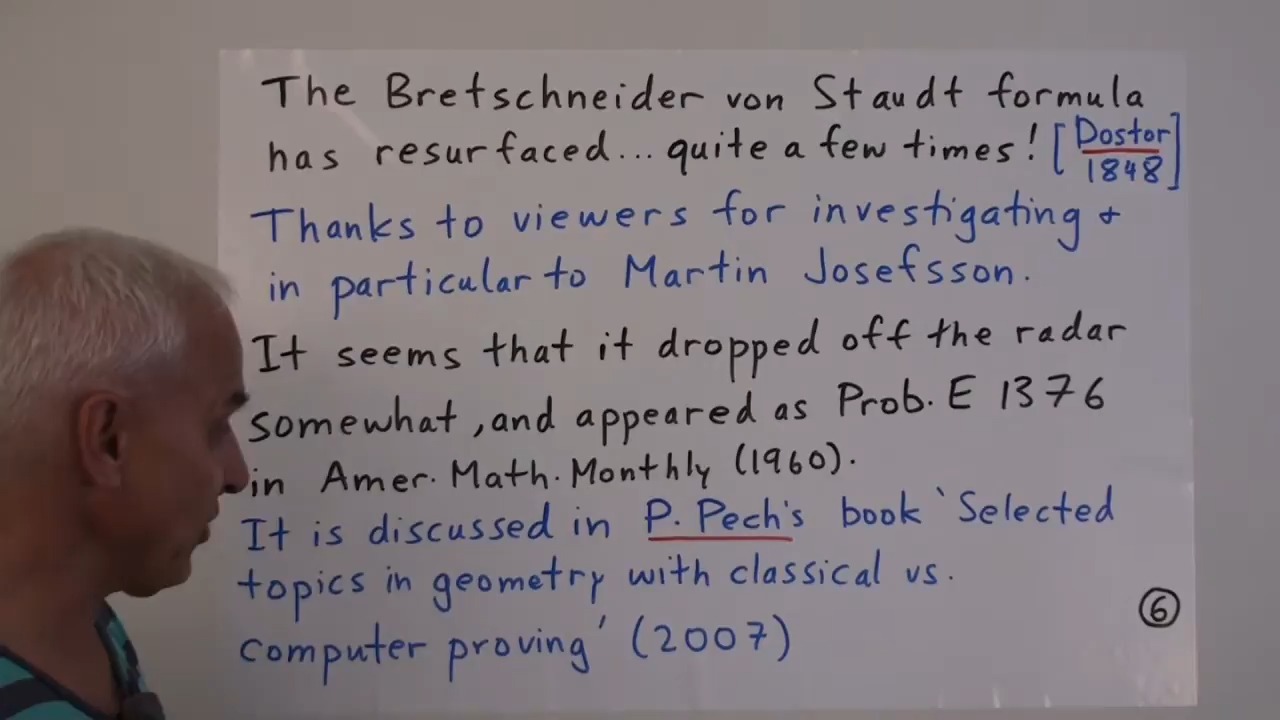 The Bretschneider von Staudt formula
has resurfaced... quite a few times! [Dostor
1848]
Thanks to viewers for investigating &
in particular to Martin Josefsson.
It seems that it dropped off the radar
somewhat, and appeared as Prob. E 1376
in Amer. Math. Monthly (1960).
It is discussed in P. Pech's book 'Selected
topics in geometry with classical vs.
computer proving' (2007)
6